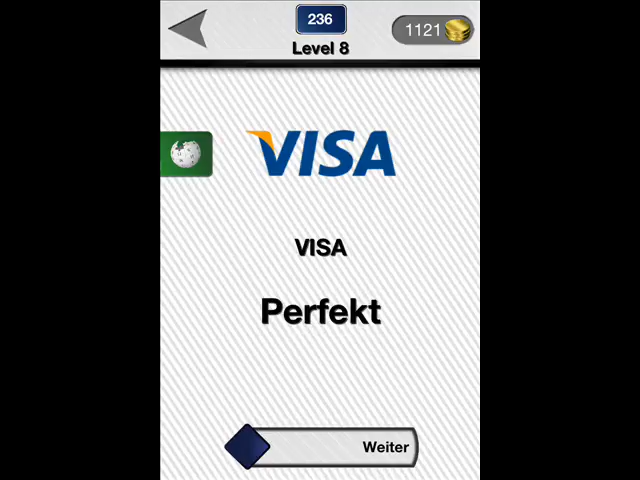 236
Level 8
1121
VISA
VISA
Perfekt
Weiter